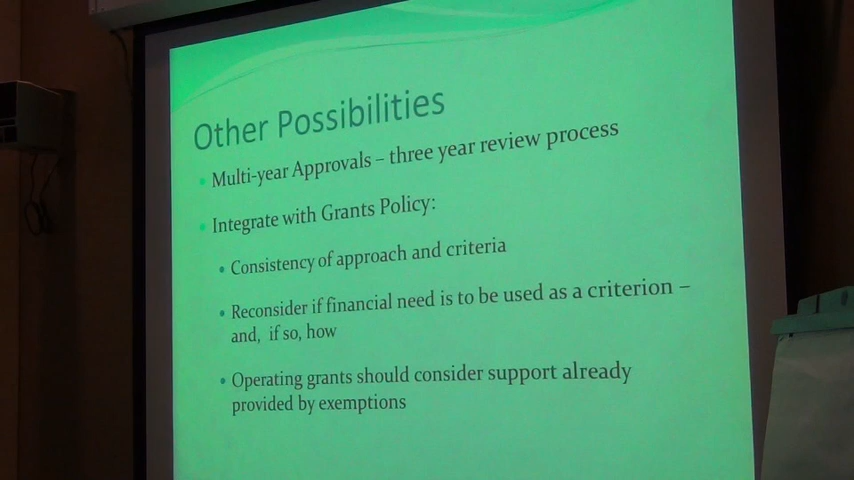 Other Possibilities
Multi-year Approvals – three year review process
Integrate with Grants Policy:
Consistency of approach and criteria
Reconsider if financial need is to be used as a criterion –
and, if so, how
Operating grants should consider support already
provided by exemptions